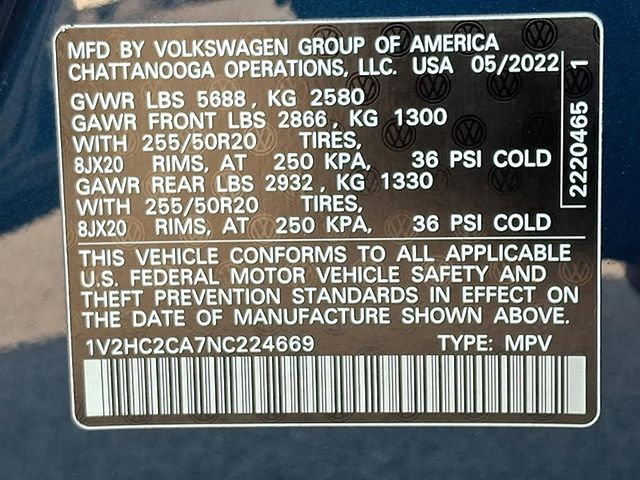 MFD BY VOLKSWAGEN GROUP OF AMERICA
CHATTANOOGA OPERATIONS, LLC. USA 05/2022
GVWR LBS 5688, KG 2580
GAWR FRONT LBS 2866, KG 1300
WITH 255/50R20 TIRES,
8JX20 RIMS, AT 250 KPA, 36 PSI COLD
GAWR REAR LBS 2932, KG 1330
WITH 255/50R20 TIRES,
8JX20 RIMS, AT 250 KPA, 36 PSI COLD
THIS VEHICLE CONFORMS TO ALL APPLICABLE
U.S. FEDERAL MOTOR VEHICLE SAFETY AND
THEFT PREVENTION STANDARDS IN EFFECT ON
THE DATE OF MANUFACTURE SHOWN ABOVE.
1V2HC2CA7NC224669 TYPE: MPV
2220465 1